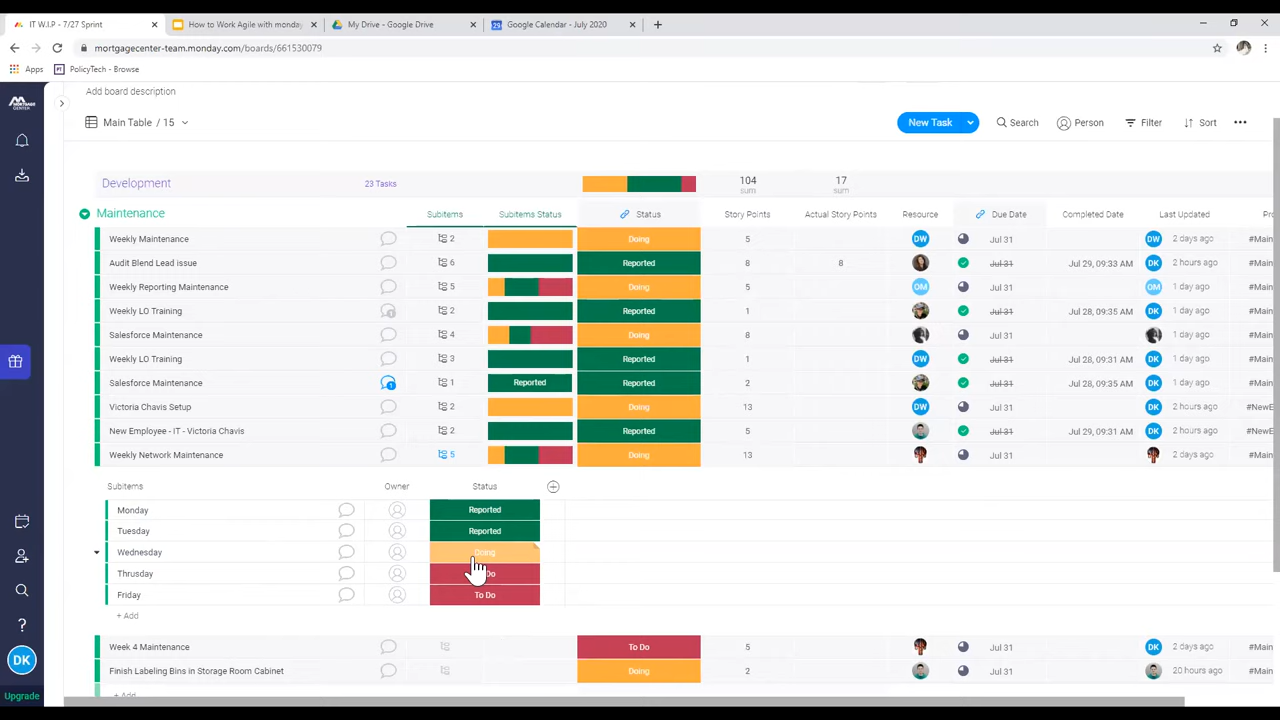 IT W.I.P - 7/27 Sprint
How to Work Agile with monday
My Drive - Google Drive
Google Calendar - July 2020
mortgagecenter-team.monday.com/boards/661530079
Apps PolicyTech - Browse
MORTGAGE CENTER
Add board description
Main Table / 15 New Task Search Person Filter Sort
Development 23 Tasks 104 sum 17 sum
Maintenance Subitems Subitems Status Status Story Points Actual Story Points Resource Due Date Completed Date Last Updated
Weekly Maintenance 2 Doing 5 DW Jul 31 DW 2 days ago #Main
Audit Blend Lead issue 6 Reported 8 8 Jul 31 Jul 29, 09:33 AM DK 2 hours ago #Main
Weekly Reporting Maintenance 5 Doing 5 OM Jul 31 OM 1 day ago #Main
Weekly LO Training 2 Reported 1 Jul 31 Jul 28, 09:35 AM DK 1 day ago #Main
Salesforce Maintenance 4 Doing 8 Jul 31 1 day ago #Main
Weekly LO Training 3 Reported 1 DW Jul 31 Jul 28, 09:31 AM DK 1 day ago #Main
Salesforce Maintenance 1 Reported Reported 2 Jul 31 Jul 28, 09:35 AM DK 1 day ago #Main
Victoria Chavis Setup 2 Doing 13 DW Jul 31 DK 2 hours ago #NewE
New Employee - IT - Victoria Chavis 2 Reported Jul 31 Jul 29, 09:31 AM DK 2 hours ago #NewE
Weekly Network Maintenance 5 Doing 13 Jul 31 2 days ago #Main
Subitems Owner Status
Monday Reported
Tuesday Reported
Wednesday Doing
Thrusday Do
Friday To Do
+ Add
Week 4 Maintenance To Do 5 Jul 31 DK 2 days ago #Main
Finish Labeling Bins in Storage Room Cabinet Doing 2 Jul 31 20 hours ago #Main
+ Add
DK
Upgrade